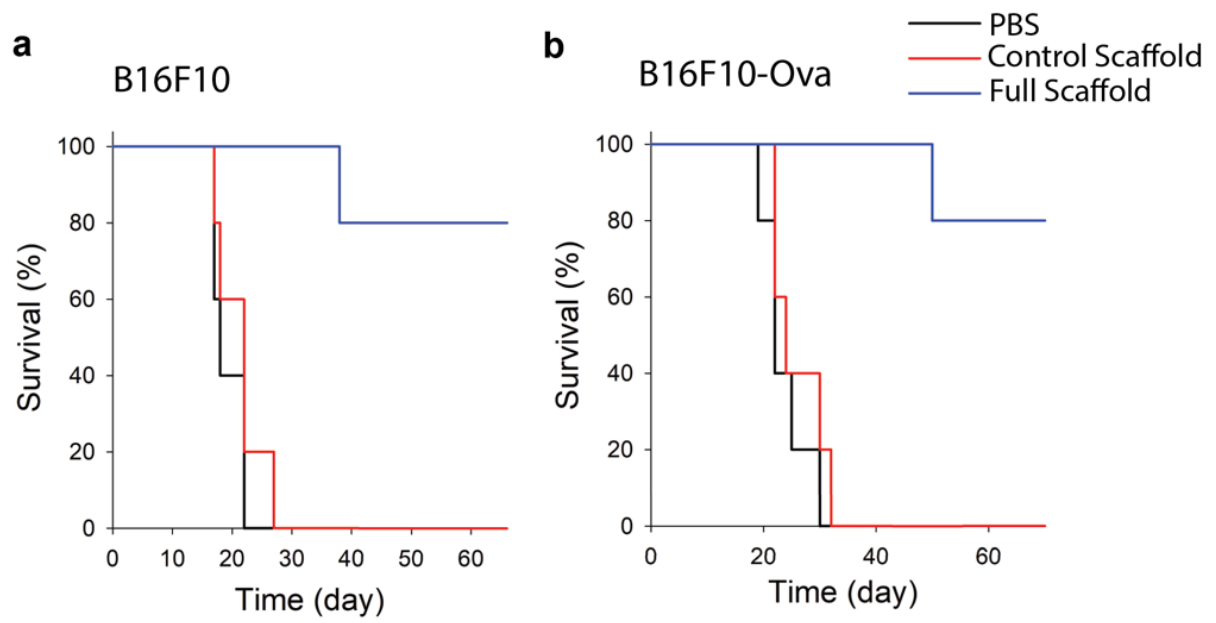 a
B16F10
Survival (%)
100
80
60
40
20
0
0 10 20 30 40 50 60
Time (day)
b
B16F10-Ova
PBS
Control Scaffold
Full Scaffold
Survival (%)
100
80
60
40
20
0
0 20 40 60
Time (day)